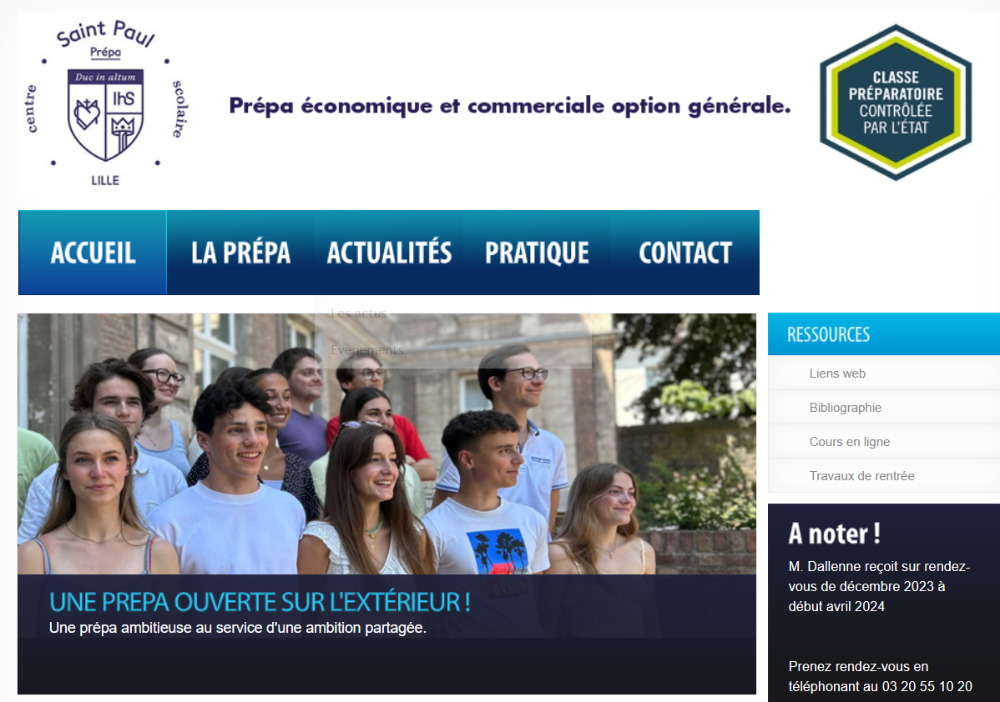 Saint Paul
Prépa
centre
scolaire
Duc in altum
IhS
LILLE
Prépa économique et commerciale option générale.
CLASSE
PRÉPARATOIRE
CONTRÔLÉE
PAR L'ÉTAT
ACCUEIL
LA PRÉPA
ACTUALITÉS
PRATIQUE
CONTACT
Les actus
Evènements
UNE PREPA OUVERTE SUR L'EXTÉRIEUR !
Une prépa ambitieuse au service d'une ambition partagée.
RESSOURCES
Liens web
Bibliographie
Cours en ligne
Travaux de rentrée
A noter !
M. Dallenne reçoit sur rendez-
vous de décembre 2023 à
début avril 2024
Prenez rendez-vous en
téléphonant au 03 20 55 10 20